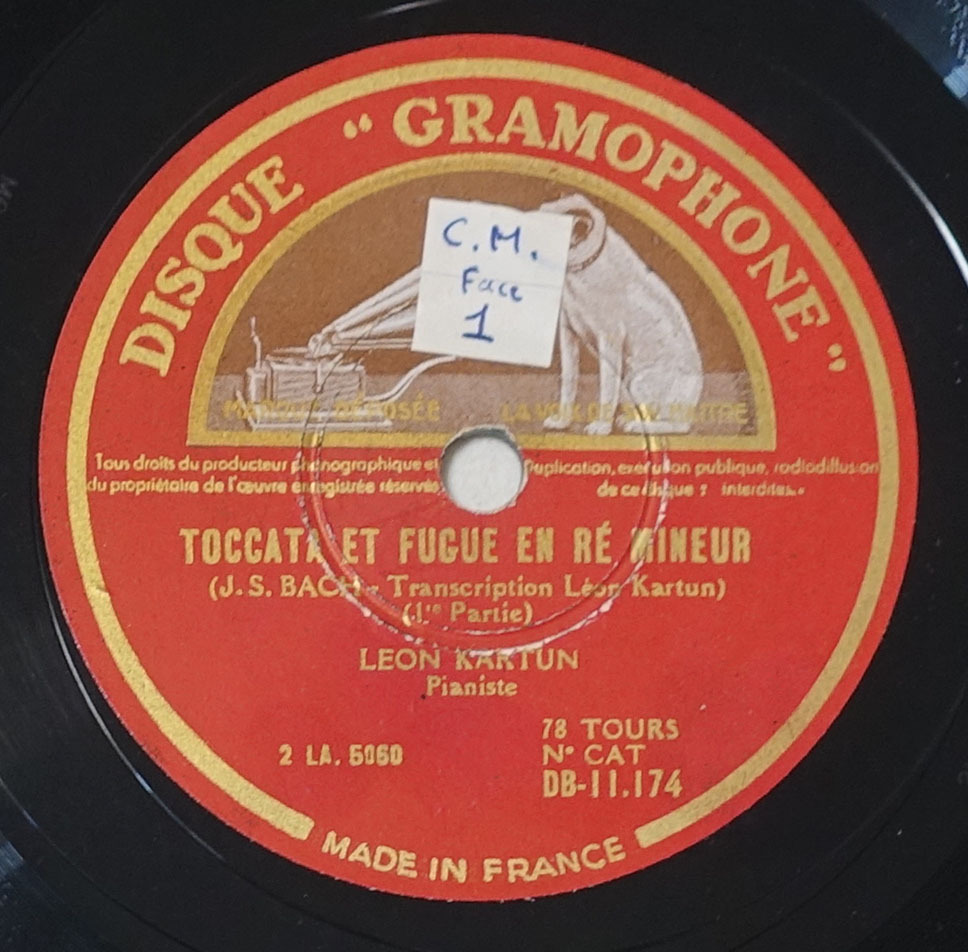 DISQUE “ GRAMOPHONE ”
C.M.
Face
1
MARQUE DÉPOSÉE
LA VOIX DE SON MAITRE
Tous droits du producteur phonographique et
du propriétaire de l'œuvre enregistrée réservés
Duplication, exécution publique, radiodiffusion
de ce disque interdites.
TOCCATA ET FUGUE EN RÉ MINEUR
(J. S. BACH - Transcription Léon Kartun)
(1re Partie)
LEON KARTUN
Pianiste
78 TOURS
2 LA. 5060
N° CAT
DB-11.174
MADE IN FRANCE